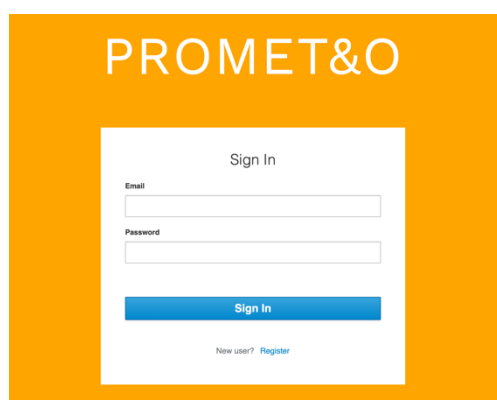 PROMET&O
Sign In
Email
Password
Sign In
New user? Register